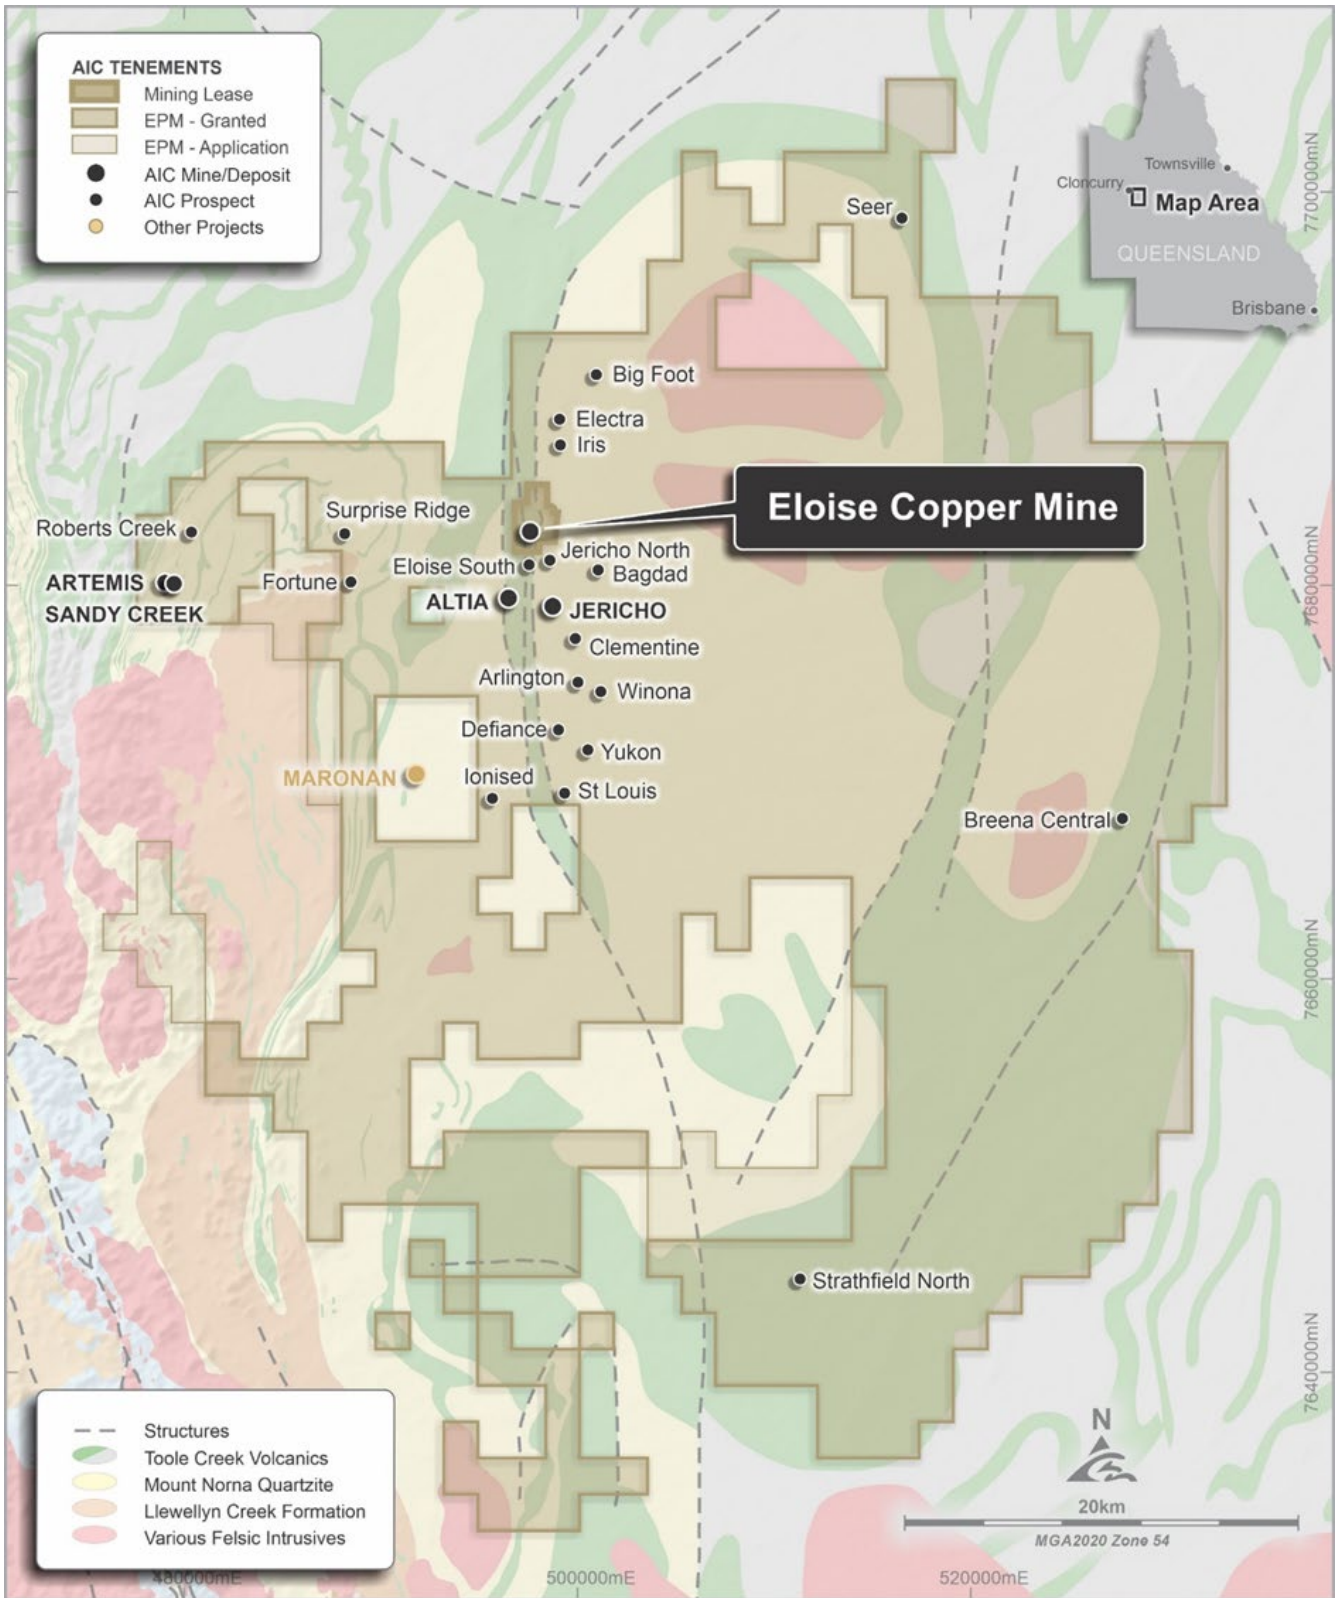 AIC TENEMENTS
Mining Lease
EPM - Granted
EPM - Application
AIC Mine/Deposit
AIC Prospect
Other Projects
Townsville
Cloncurry
Map Area
QUEENSLAND
Brisbane
7700000mN
Seer
Big Foot
Electra
Iris
Eloise Copper Mine
Surprise Ridge
Roberts Creek
Jericho North
Eloise South
Bagdad
ARTEMIS
Fortune
SANDY CREEK
ALTIA
JERICHO
7680000mN
Clementine
Arlington
Winona
Defiance
Yukon
MARONAN
Ionised
St Louis
Breena Central
7660000mN
Strathfield North
7640000mN
Structures
Toole Creek Volcanics
Mount Norna Quartzite
Llewellyn Creek Formation
Various Felsic Intrusives
N
20km
MGA2020 Zone 54
480000mE
500000mE
520000mE